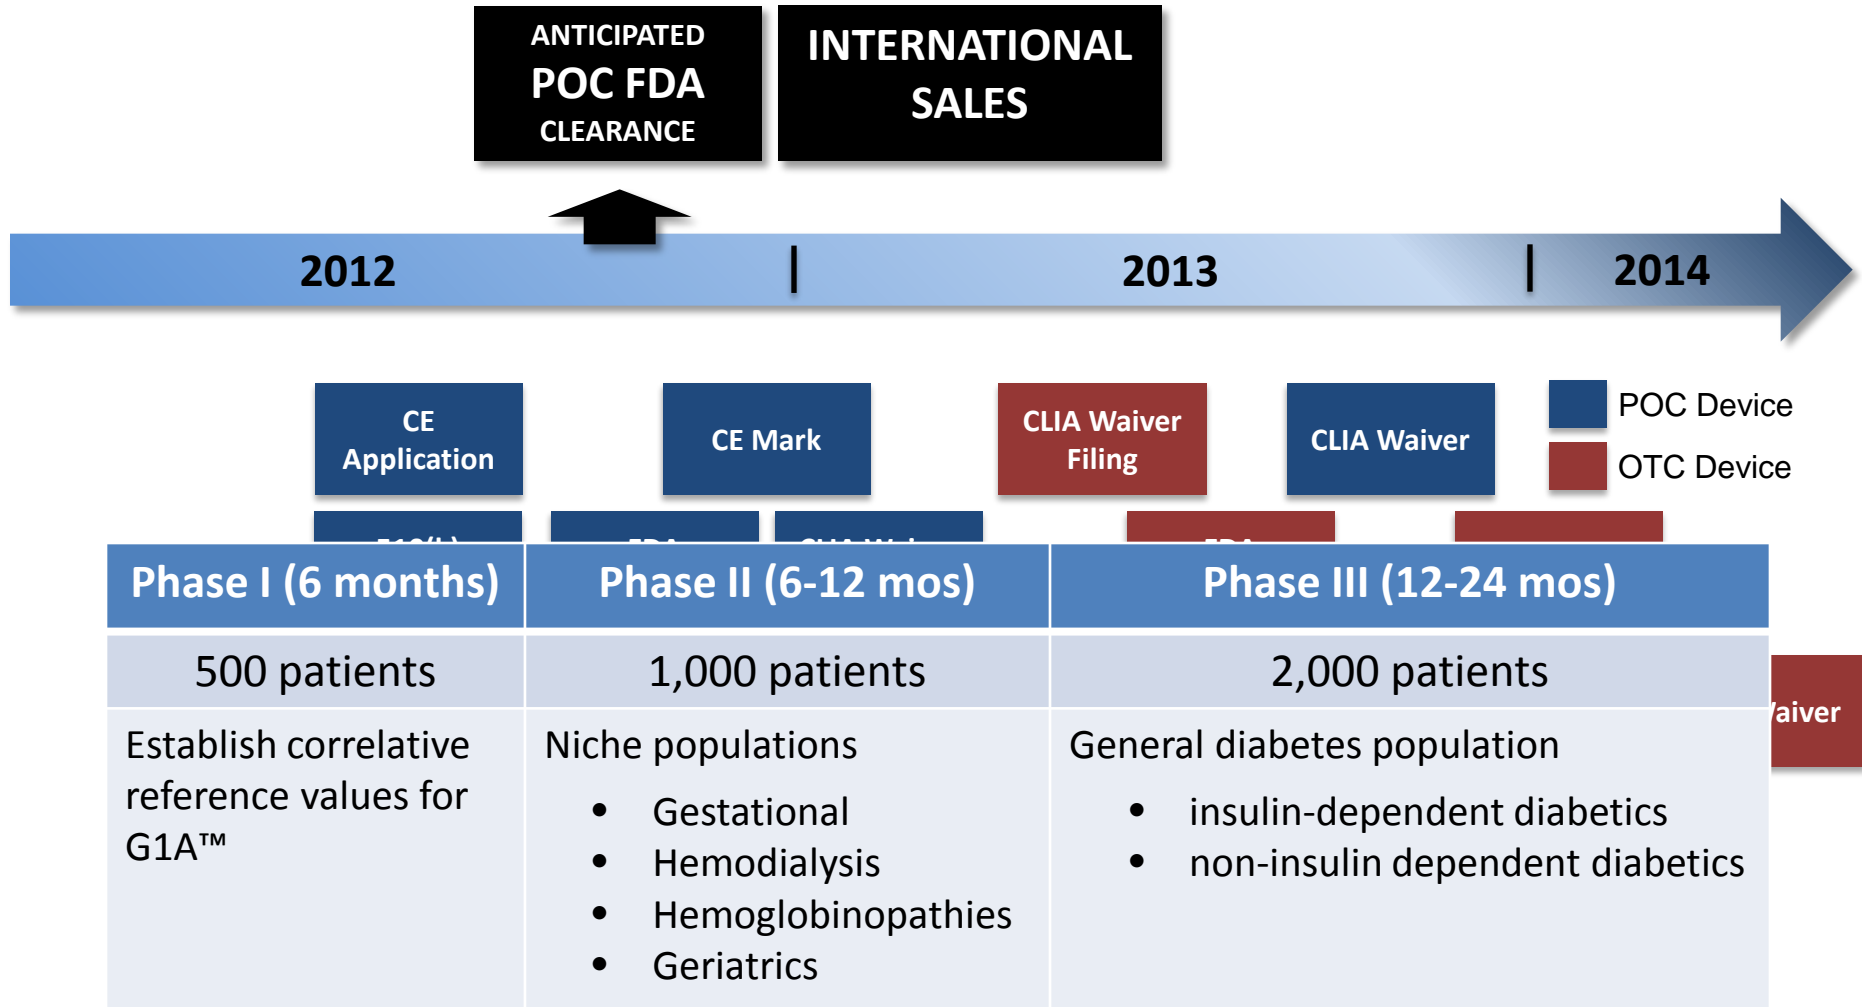 ANTICIPATED
POC FDA
CLEARANCE
INTERNATIONAL
SALES
2012
|
2013
|
2014
CE
Application
CE Mark
CLIA Waiver
Filing
CLIA Waiver
POC Device
OTC Device
Phase I (6 months)
Phase II (6-12 mos)
Phase III (12-24 mos)
500 patients
1,000 patients
2,000 patients
Establish correlative
reference values for
G1A™
Niche populations
• Gestational
• Hemodialysis
• Hemoglobinopathies
• Geriatrics
General diabetes population
• insulin-dependent diabetics
• non-insulin dependent diabetics